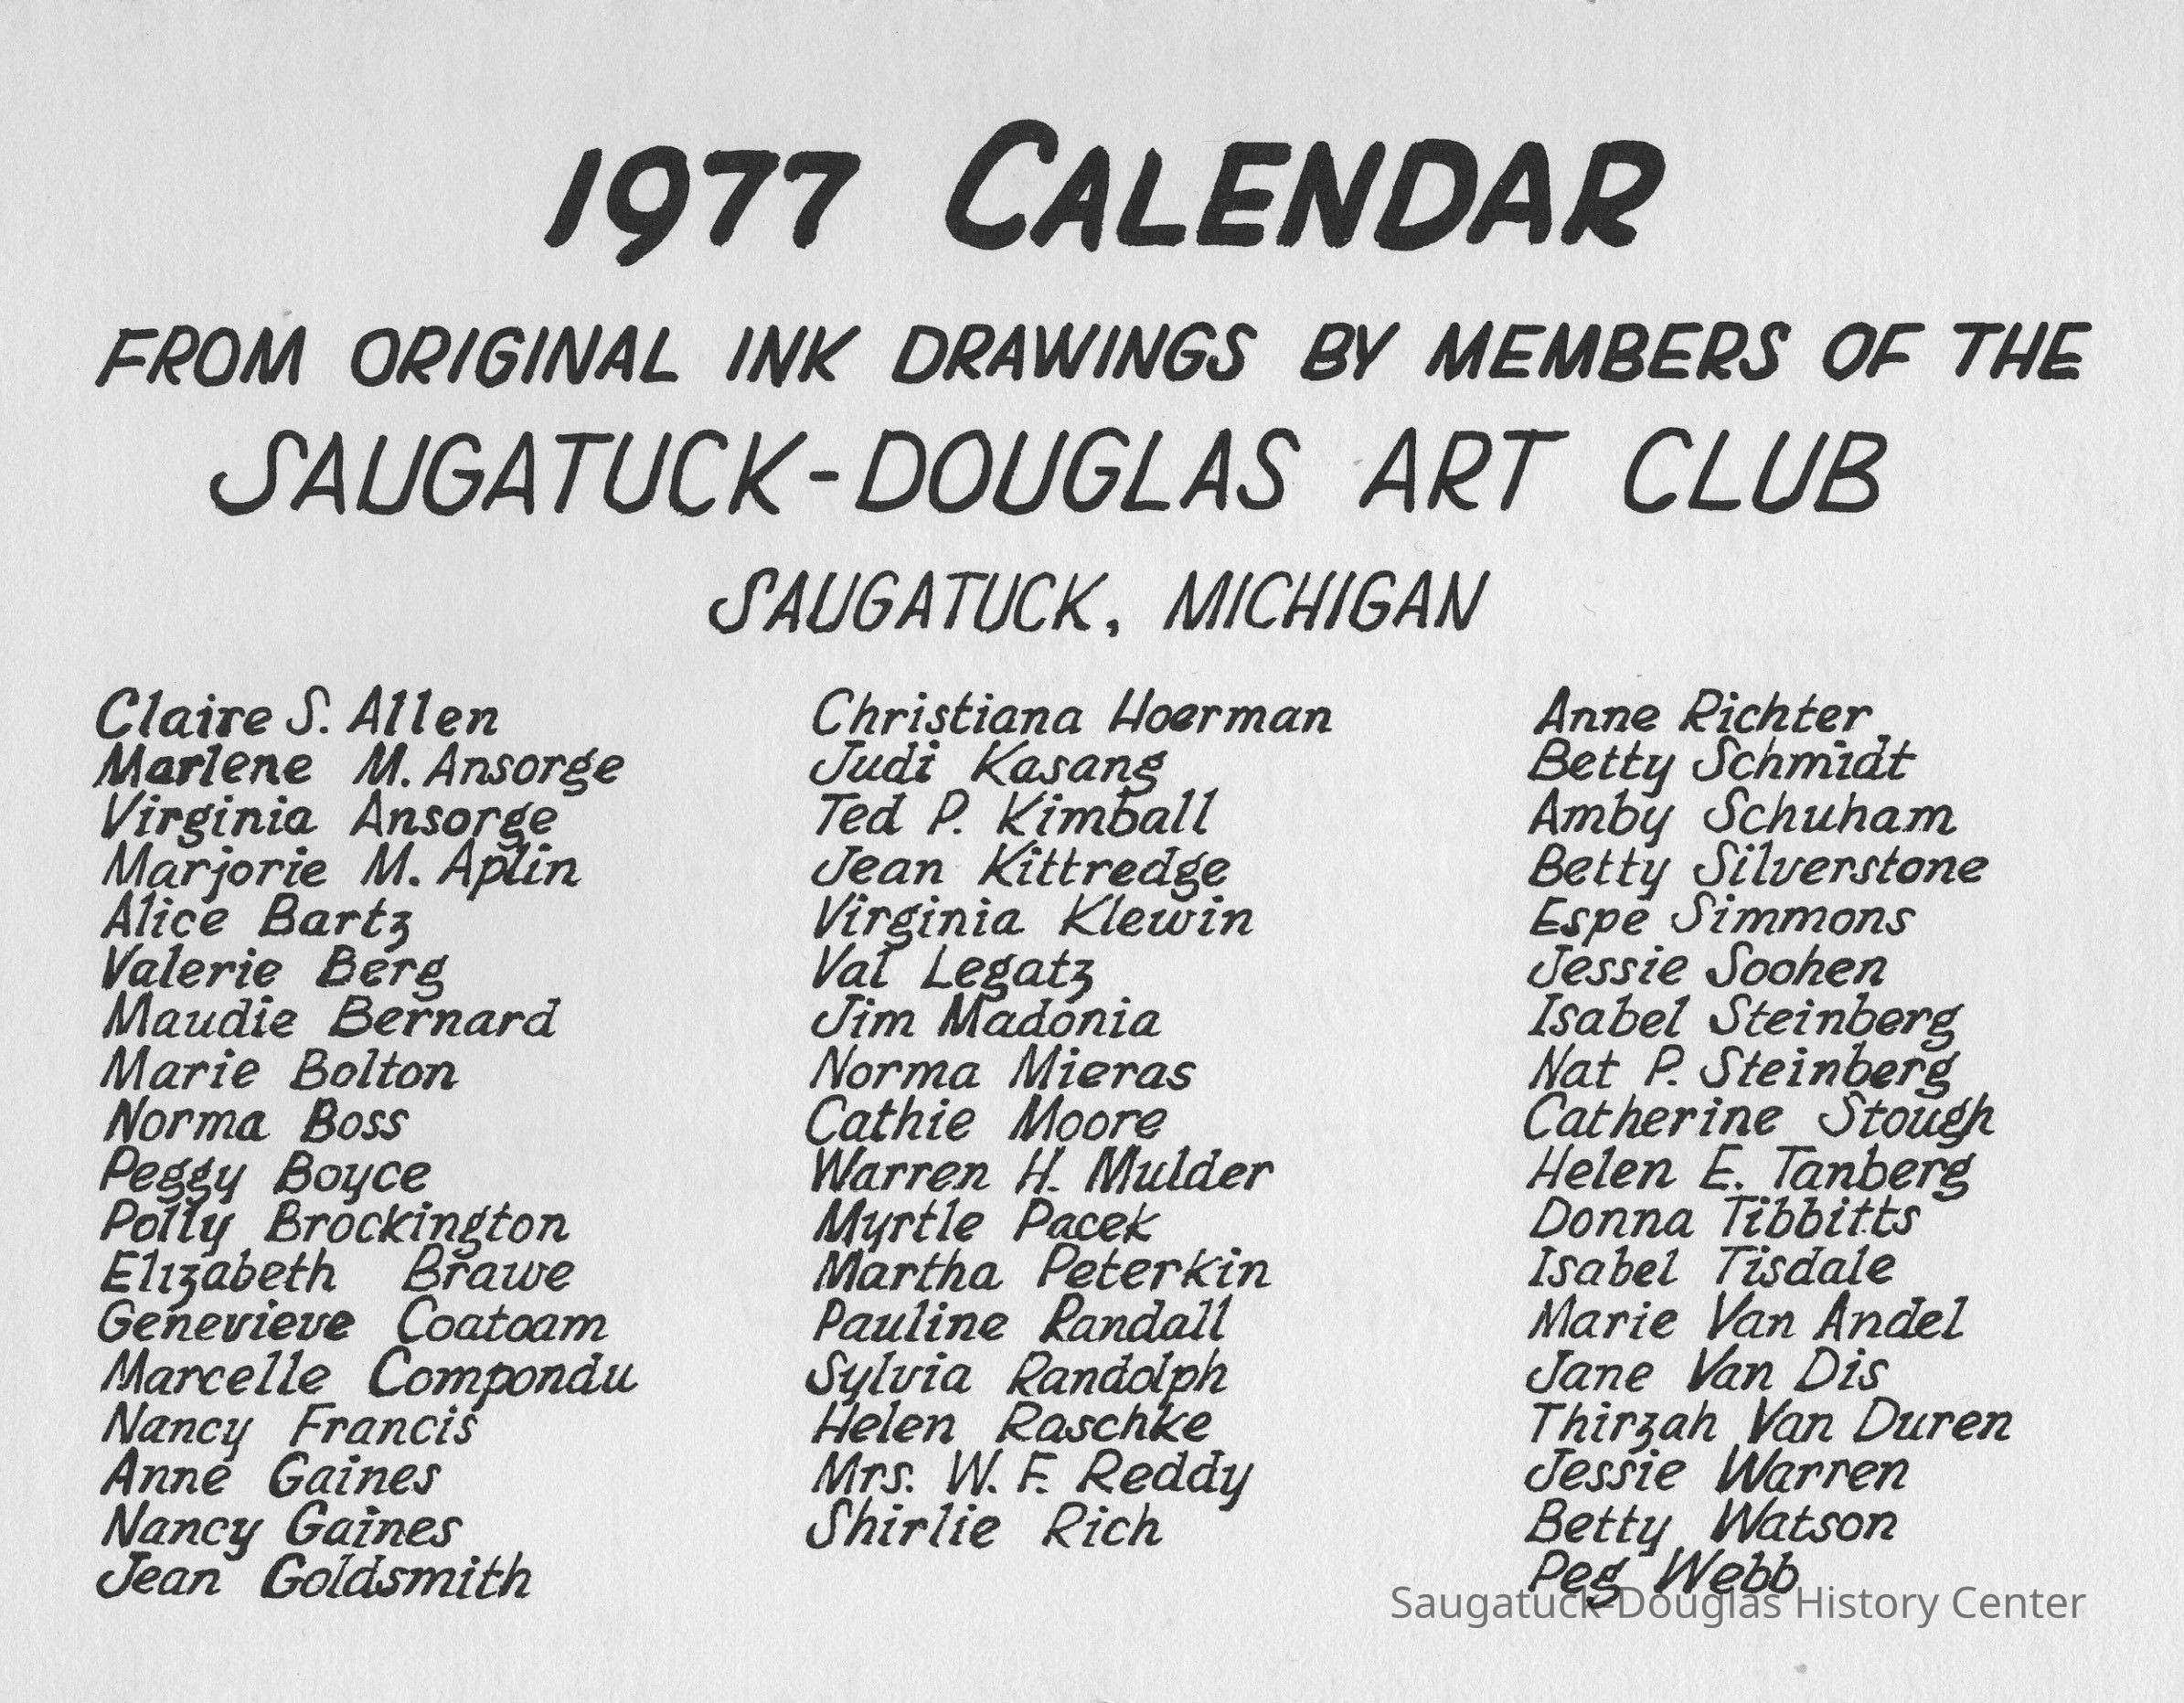 1977 CALENDAR
FROM ORIGINAL INK DRAWINGS BY MEMBERS OF THE
SAUGATUCK-DOUGLAS ART CLUB
SAUGATUCK, MICHIGAN
Claire S. Allen
Marlene M. Ansorge
Virginia Ansorge
Marjorie M. Aplin
Alice Bartz
Valerie Berg
Maudie Bernard
Marie Bolton
Norma Boss
Peggy Boyce
Polly Brockington
Elizabeth Brawe
Genevieve Coatoam
Marcelle Compondu
Nancy Francis
Anne Gaines
Nancy Gaines
Jean Goldsmith
Christiana Hoerman
Judi Kasang
Ted P. Kimball
Jean Kittredge
Virginia Klewin
Val Legatz
Jim Madonia
Norma Mieras
Cathie Moore
Warren H. Mulder
Myrtle Pacek
Martha Peterkin
Pauline Randall
Sylvia Randolph
Helen Raschke
Mrs. W. F. Reddy
Shirlie Rich
Anne Richter
Betty Schmidt
Amby Schuham
Betty Silverstone
Espe Simmons
Jessie Soohen
Isabel Steinberg
Nat P. Steinberg
Catherine Stough
Helen E. Tanberg
Donna Tibbitts
Isabel Tisdale
Marie Van Andel
Jane Van Dis
Thirzah Van Duren
Jessie Warren
Betty Watson
Peg Webb
Saugatuck-Douglas History Center